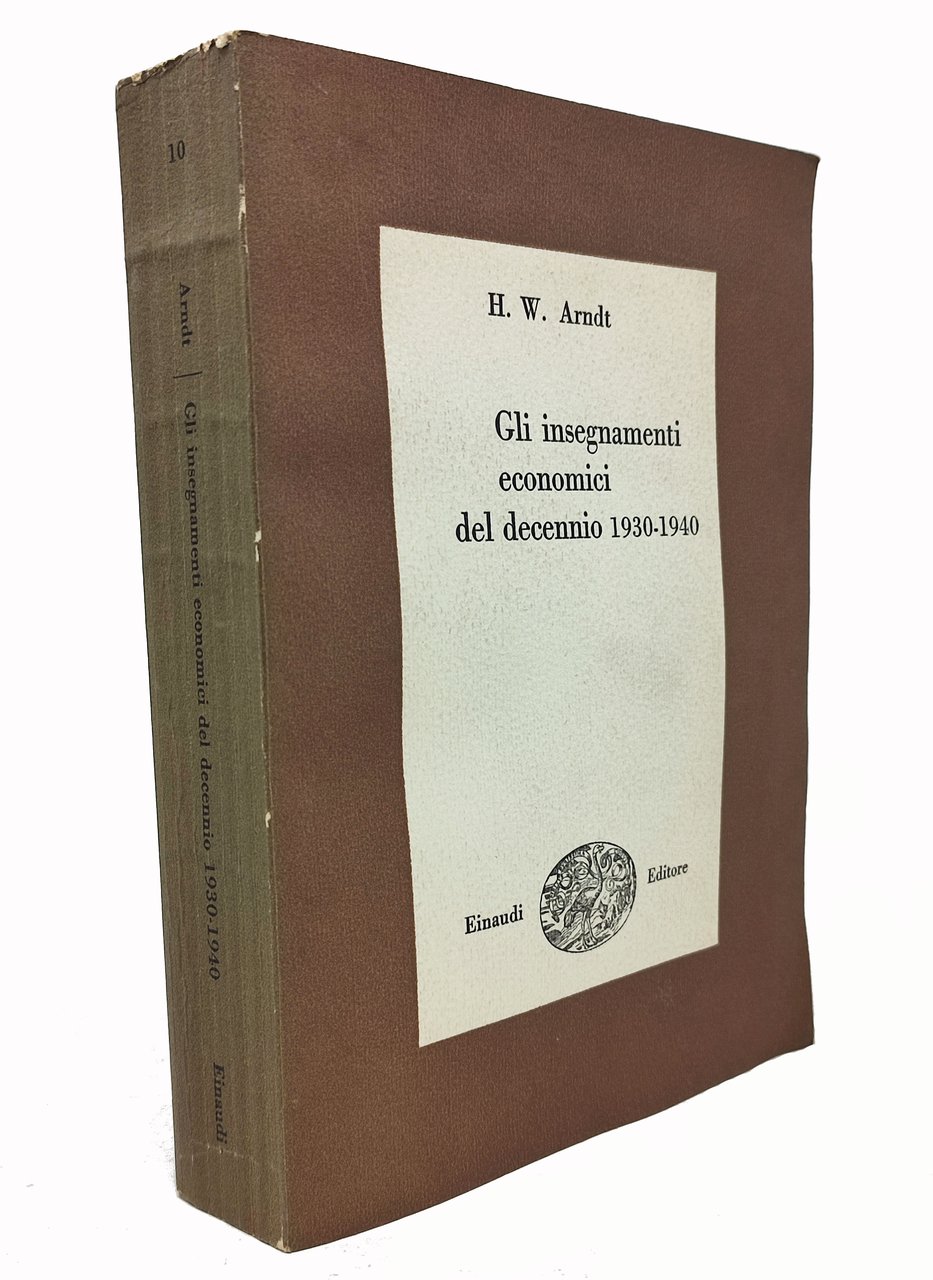 10
Arndt | Gli insegnamenti economici del decennio 1930-1940
Einaudi
H. W. Arndt
Gli insegnamenti
economici
del decennio 1930-1940
Einaudi
Editore